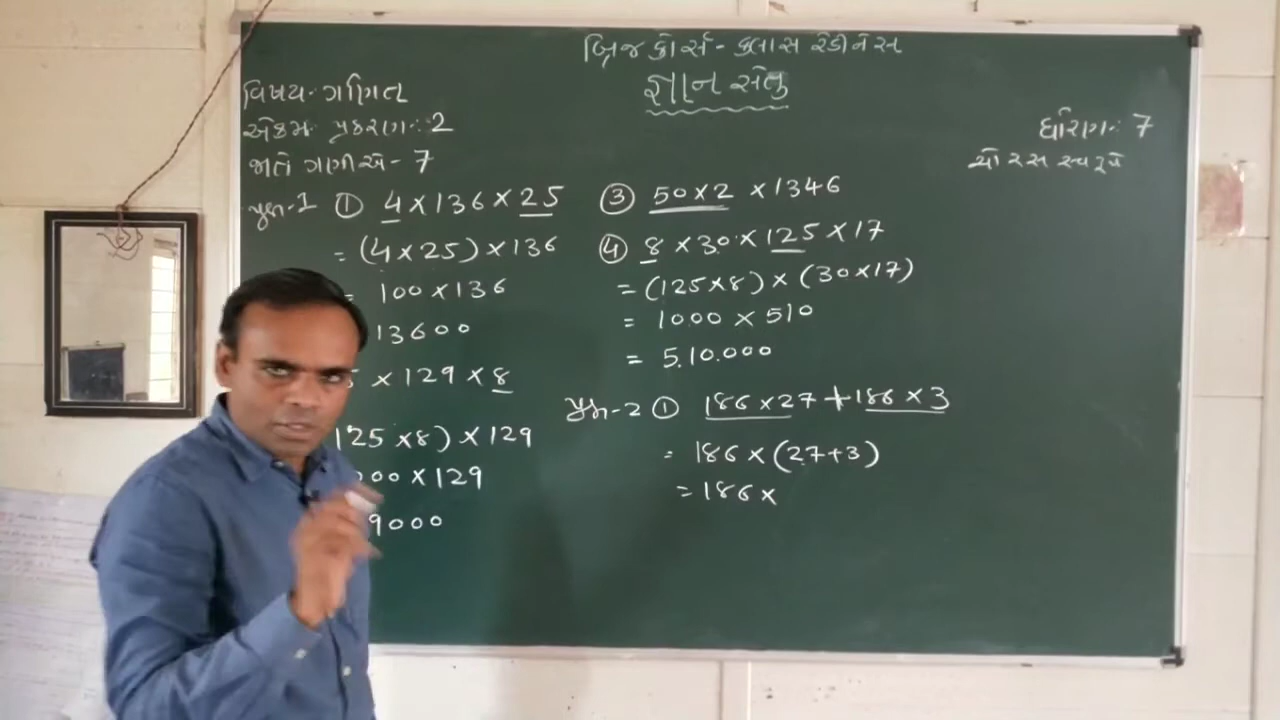 બ્રિજ કોર્સ - ક્લાસ રેડીનેસ
જ્ઞાન સેતુ
વિષય - ગણિત
એકમ પ્રકરણ : 2
જાતે ગણીએ - 7
ધોરણ : 7
પ્રશ્ન-1 ① 4 × 136 × 25
= (4 × 25) × 136
= 100 × 136
13600
× 129 × 8
125 × 8) × 129
000 × 129
9000
③ 50 × 2 × 1346
④ 8 × 30 × 125 × 17
= (125 × 8) × (30 × 17)
= 1000 × 510
= 5,10,000
પ્રશ્ન-2 ① 186 × 27 + 186 × 3
= 186 × (27 + 3)
= 186 ×